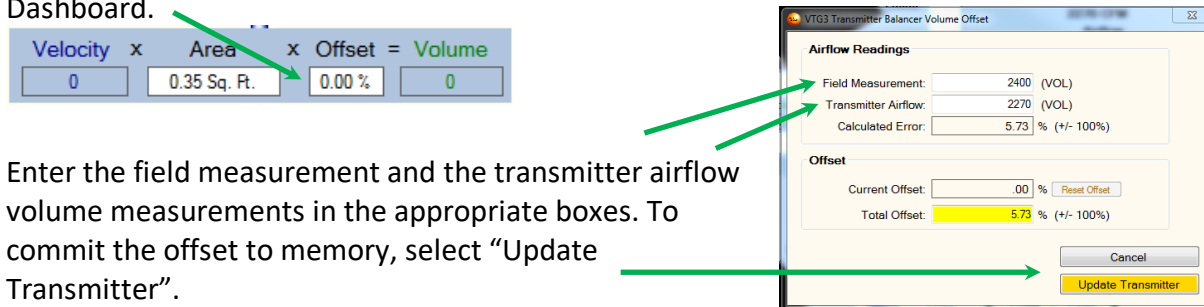 Dashboard.
Velocity x Area x Offset = Volume
0 0.35 Sq. Ft. 0.00 % 0
Enter the field measurement and the transmitter airflow
volume measurements in the appropriate boxes. To
commit the offset to memory, select “Update
Transmitter”.
VTG3 Transmitter Balancer Volume Offset
Airflow Readings
Field Measurement: 2400 (VOL)
Transmitter Airflow: 2270 (VOL)
Calculated Error: 5.73 % (+/- 100%)
Offset
Current Offset: .00 % Reset Offset
Total Offset: 5.73 % (+/- 100%)
Cancel
Update Transmitter